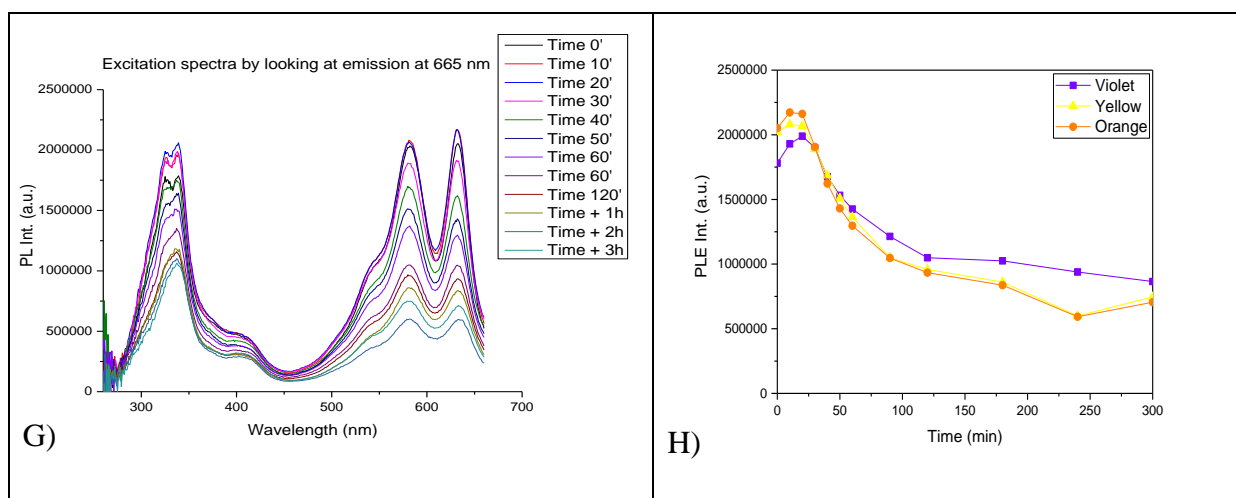 Excitation spectra by looking at emission at 665 nm
Time 0'
Time 10'
Time 20'
Time 30'
Time 40'
Time 50'
Time 60'
Time 60'
Time 120'
Time + 1h
Time + 2h
Time + 3h
2500000
2000000
1500000
1000000
500000
0
PL Int. (a.u.)
300 400 500 600 700
Wavelength (nm)
G)
Violet
Yellow
Orange
2500000
2000000
1500000
1000000
500000
0
PLE Int. (a.u.)
0 50 100 150 200 250 300
Time (min)
H)